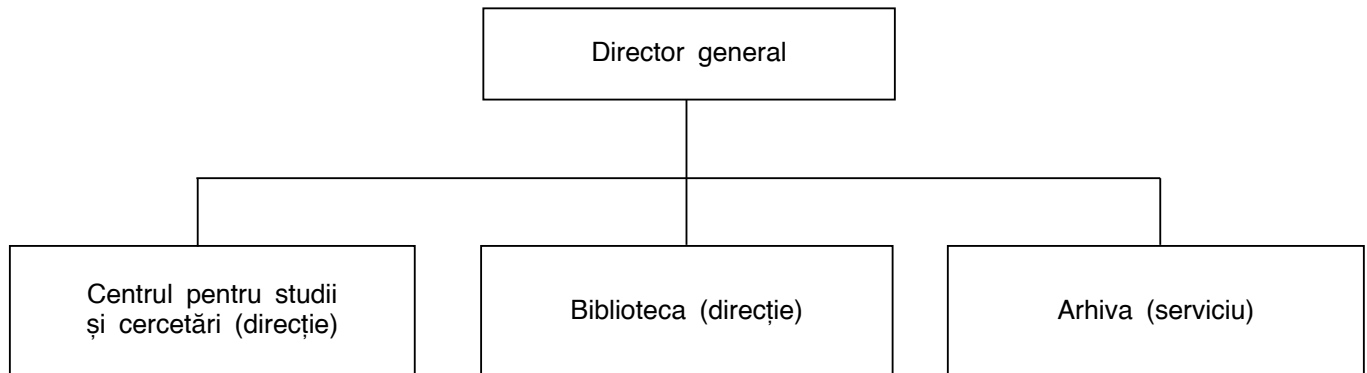 Director general
Centrul pentru studii
și cercetări (direcție)
Biblioteca (direcție)
Arhiva (serviciu)